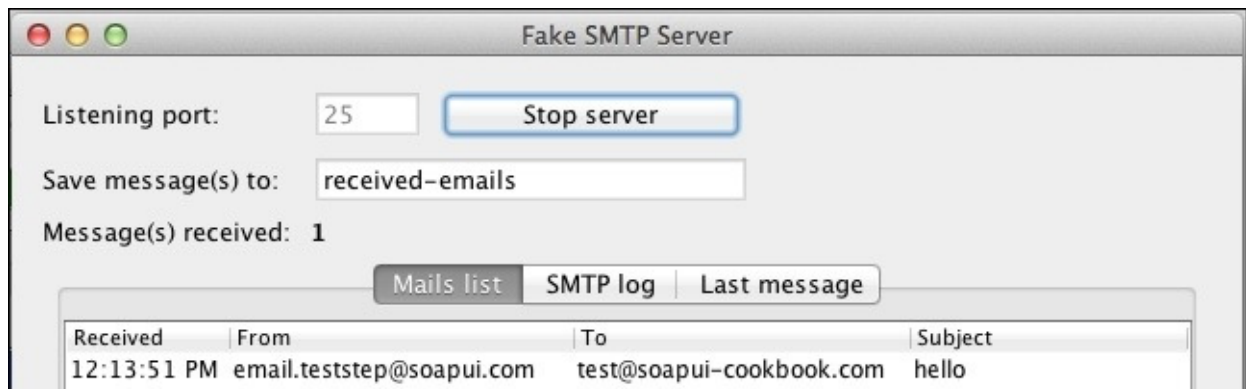 Fake SMTP Server
Listening port: 25 Stop server
Save message(s) to: received-emails
Message(s) received: 1
Mails list SMTP log Last message
Received From To Subject
12:13:51 PM email.teststep@soapui.com test@soapui-cookbook.com hello